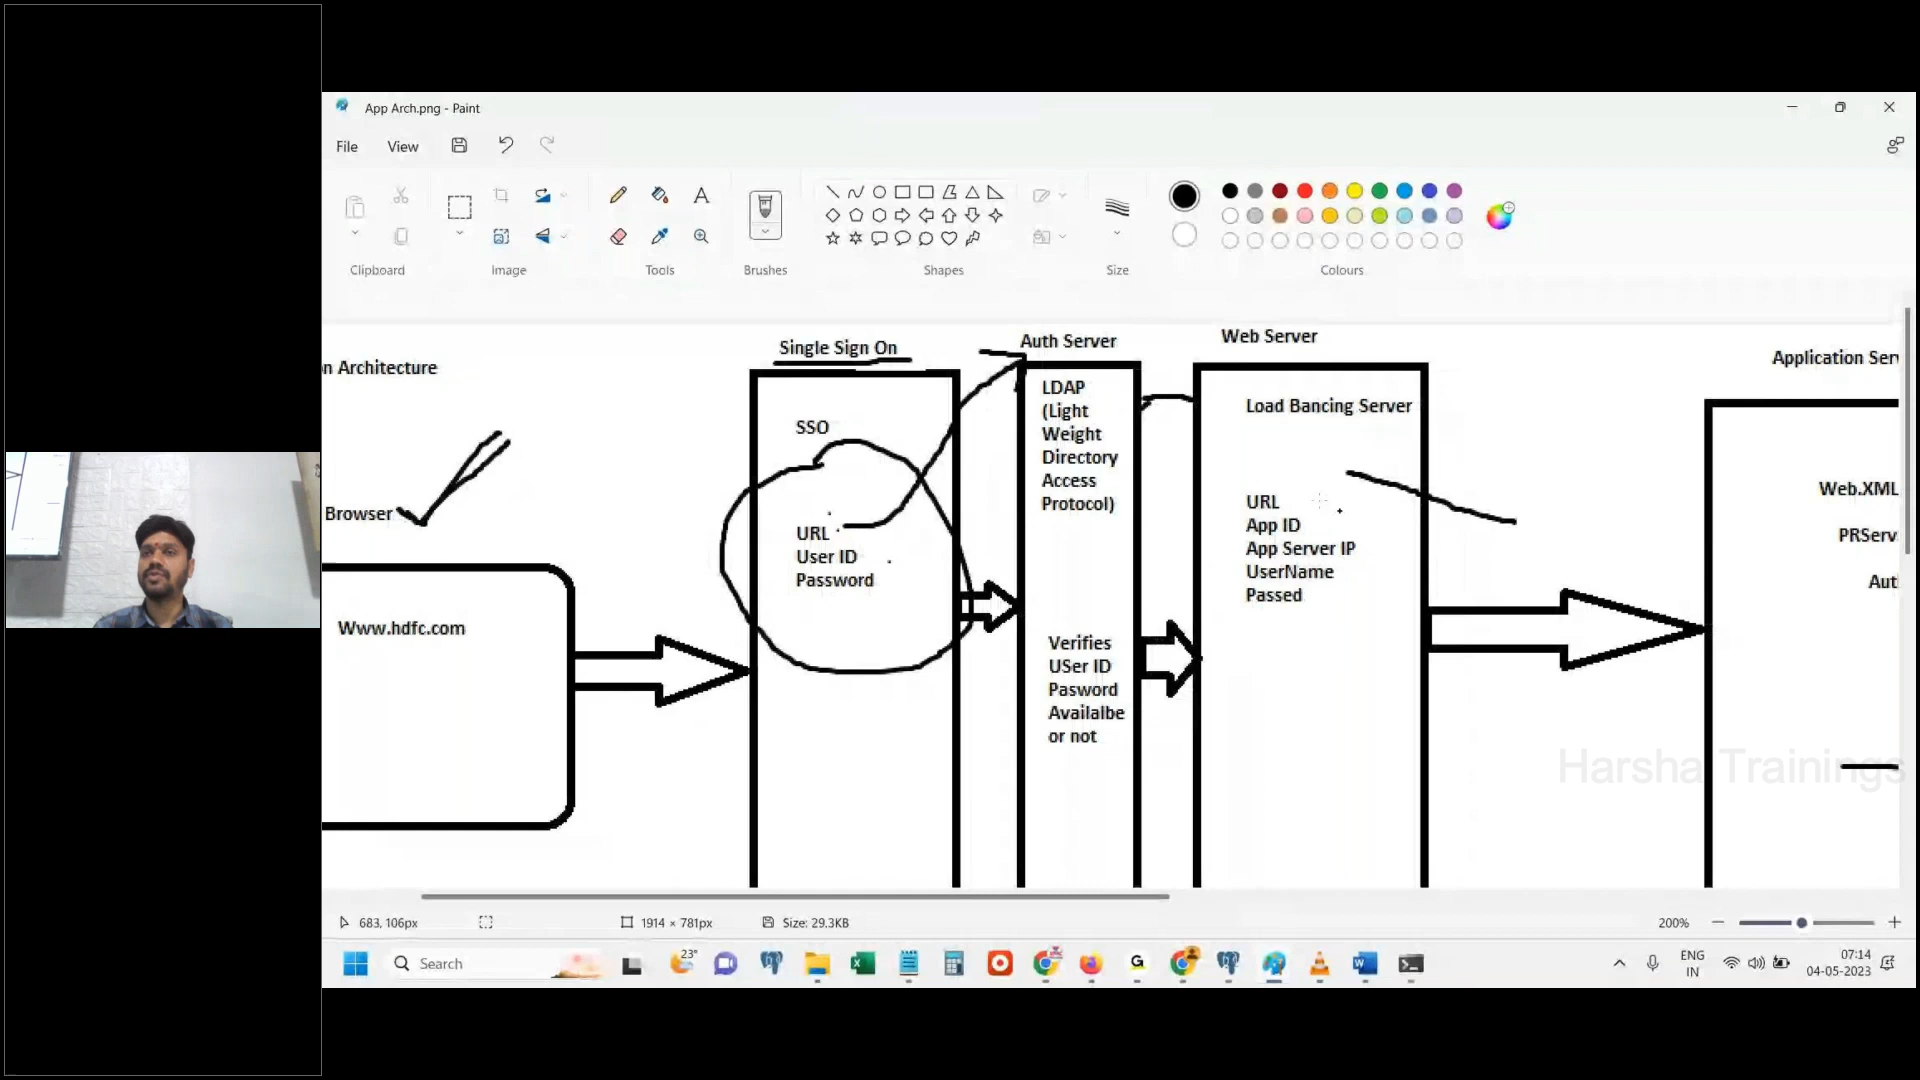 App Arch.png - Paint
File
View
Clipboard
Image
Tools
Brushes
Shapes
Size
Colours
n Architecture
Browser
Www.hdfc.com
Single Sign On
SSO
URL
User ID
Password
Auth Server
LDAP
(Light
Weight
Directory
Access
Protocol)
Verifies
USer ID
Pasword
Availalbe
or not
Web Server
Load Bancing Server
URL
App ID
App Server IP
UserName
Passed
Application Serv
Web.XML
PRServ
Aut
Harsha Trainings
683, 106px
1914 × 781px
Size: 29.3KB
200%
Search
23°
ENG
IN
07:14
04-05-2023